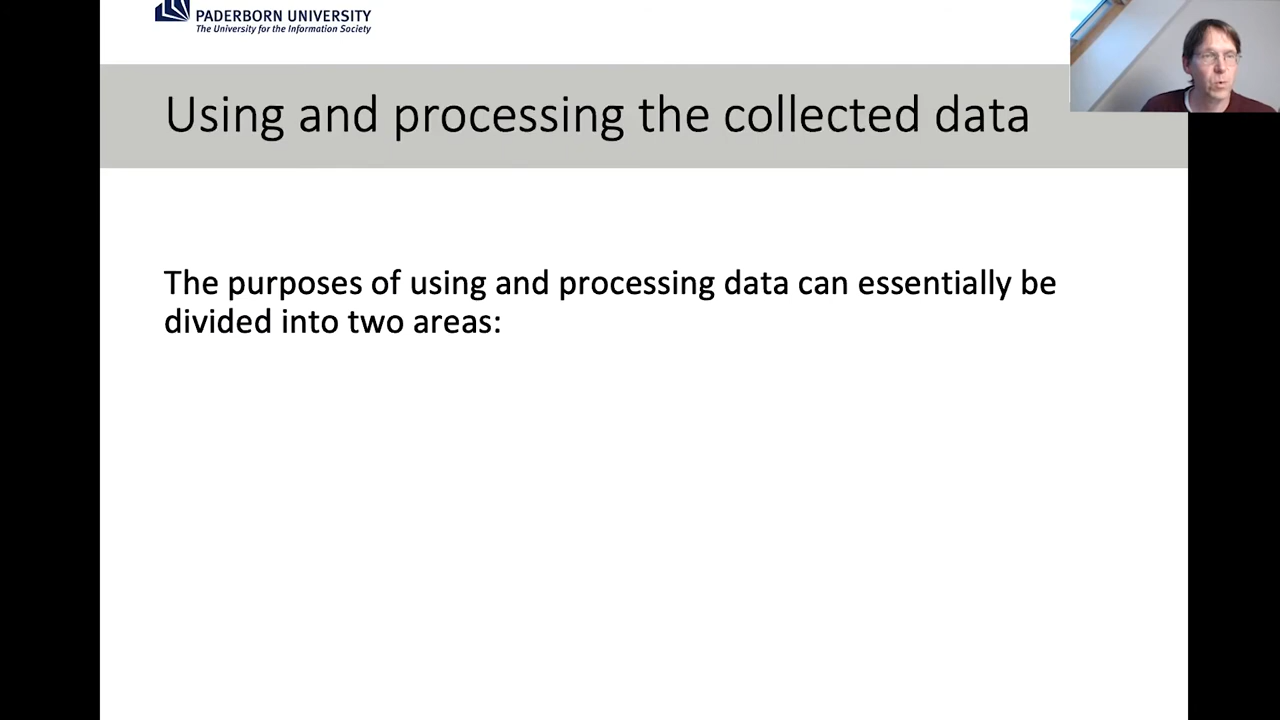 PADERBORN UNIVERSITY
The University for the Information Society
Using and processing the collected data
The purposes of using and processing data can essentially be
divided into two areas: